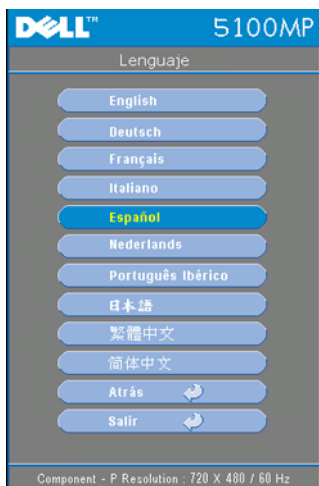 DELL™ 5100MP
Lenguaje
English
Deutsch
Français
Italiano
Español
Nederlands
Português Ibérico
日本語
繁體中文
简体中文
Atrás
Salir
Component - P Resolution : 720 X 480 / 60 Hz